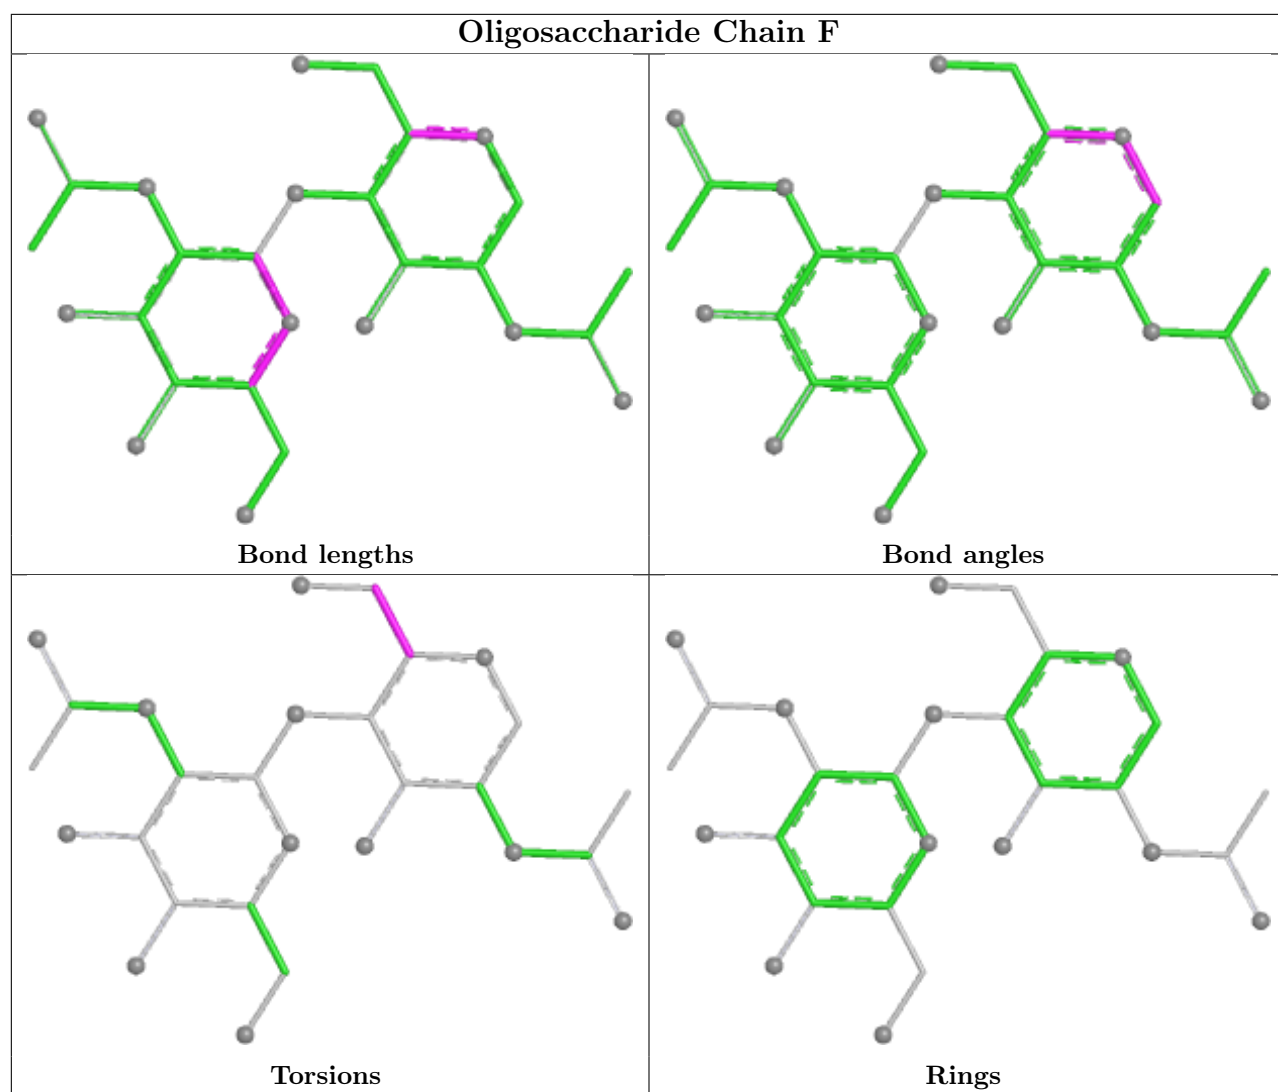 Oligosaccharide Chain F
Bond lengths
Bond angles
Torsions
Rings